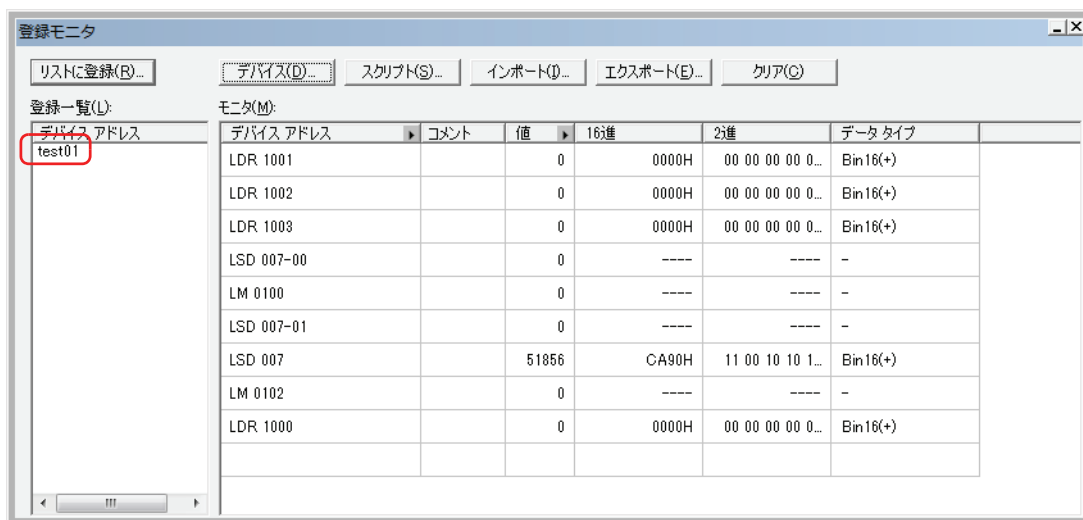 登録モニタ
リストに登録(R)... デバイス(D)... スクリプト(S)... インポート(I)... エクスポート(E)... クリア(C)
登録一覧(L): モニタ(M):
デバイス アドレス デバイス アドレス コメント 値 16進 2進 データ タイプ
test01
LDR 1001 0 0000H 00 00 00 00 0... Bin16(+)
LDR 1002 0 0000H 00 00 00 00 0... Bin16(+)
LDR 1003 0 0000H 00 00 00 00 0... Bin16(+)
LSD 007-00 0 ---- ---- -
LM 0100 0 ---- ---- -
LSD 007-01 0 ---- ---- -
LSD 007 51856 CA90H 11 00 10 10 1... Bin16(+)
LM 0102 0 ---- ---- -
LDR 1000 0 0000H 00 00 00 00 0... Bin16(+)